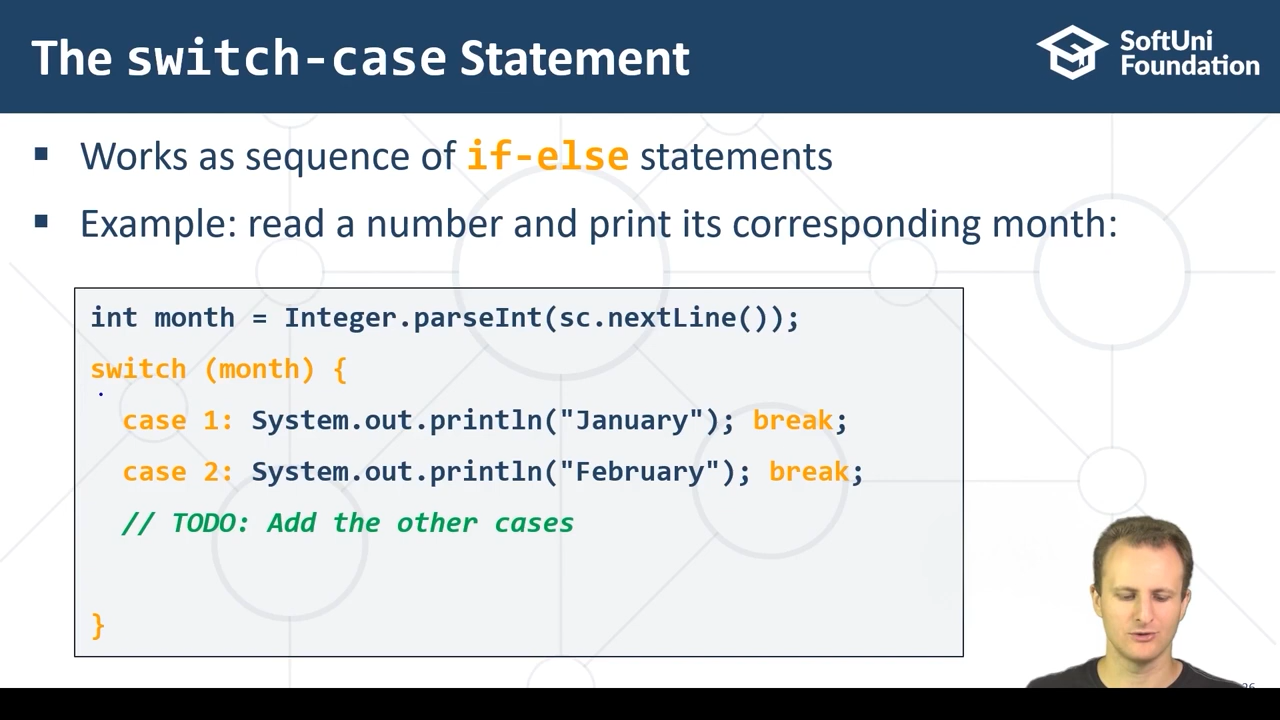 The switch-case Statement
SoftUni
Foundation
Works as sequence of if-else statements
Example: read a number and print its corresponding month:
int month = Integer.parseInt(sc.nextLine());
switch (month) {
case 1: System.out.println("January"); break;
case 2: System.out.println("February"); break;
// TODO: Add the other cases
}
26